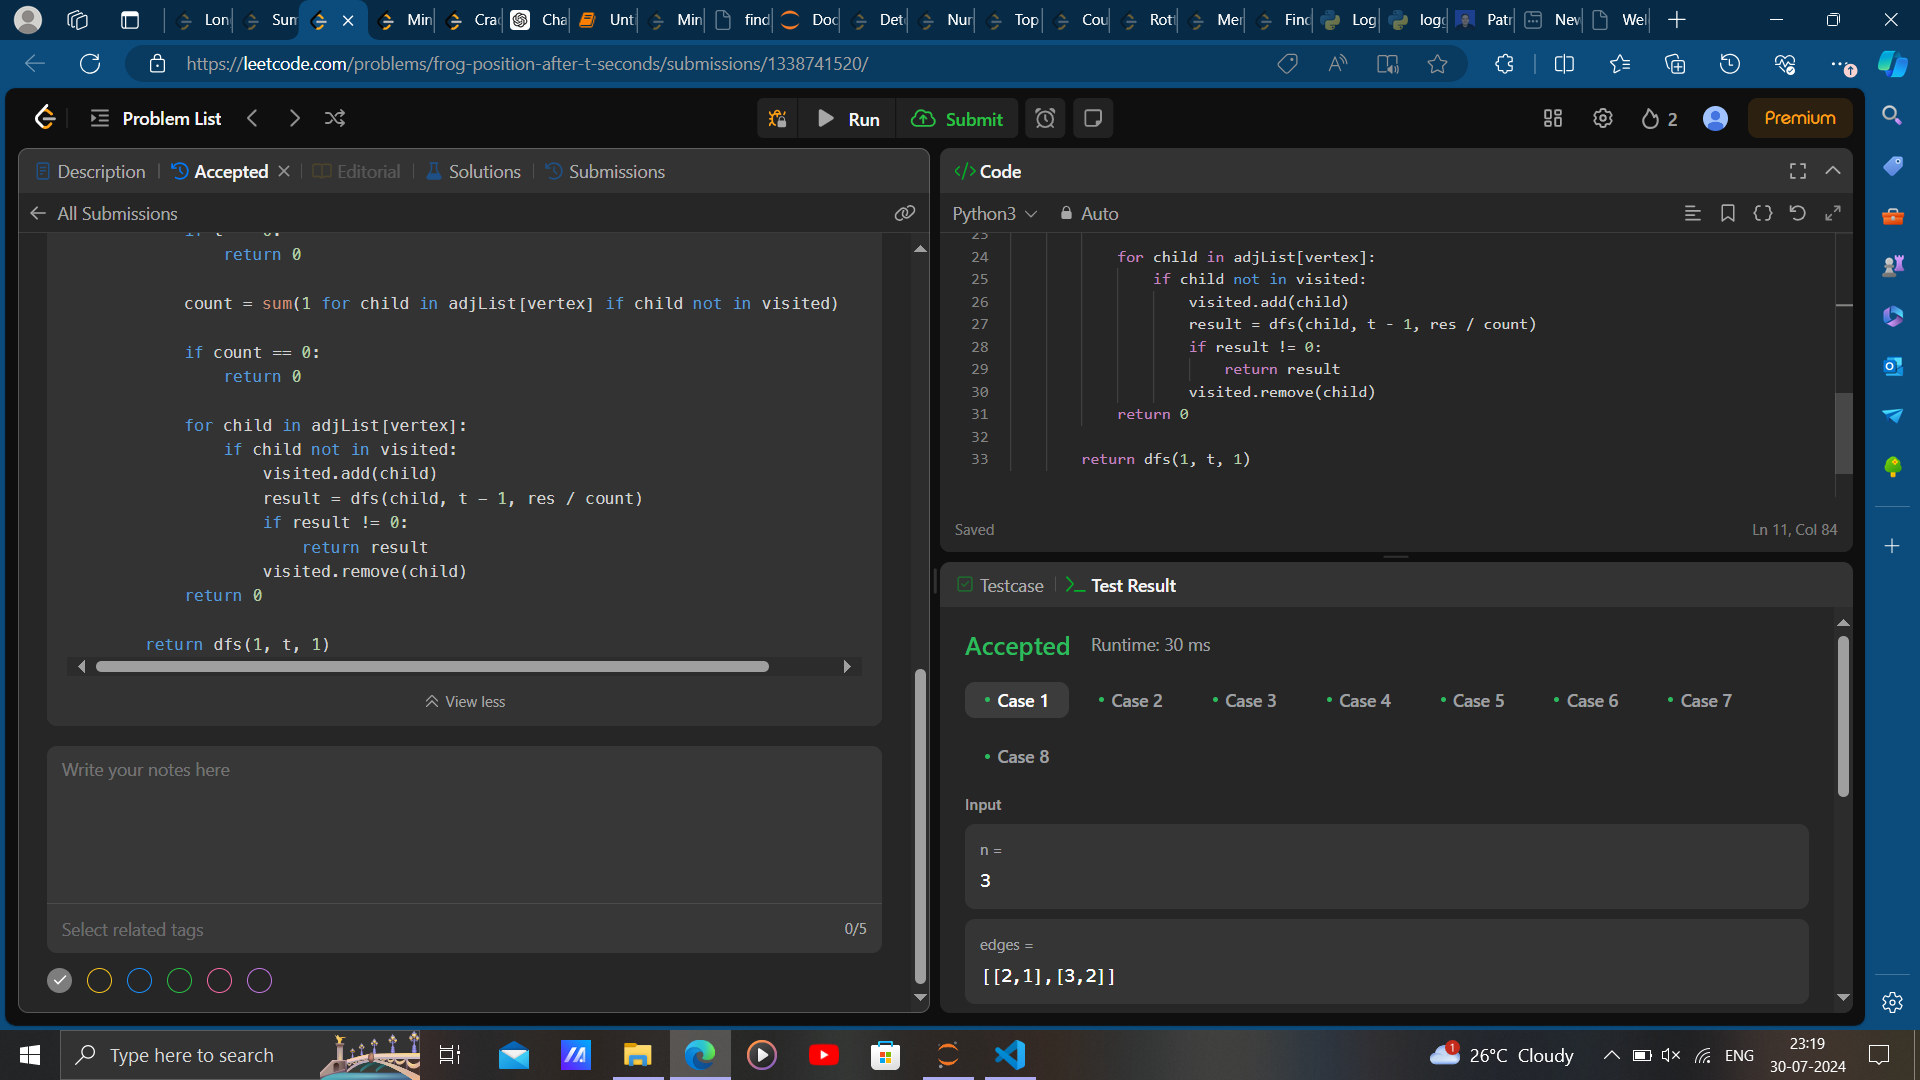 Lon
Sum
Min
Cra
Cha
Unt
Min
find
Doc
Det
Nur
Top
Cou
Rott
Mer
Find
Log
logg
Patr
New
Wel
https://leetcode.com/problems/frog-position-after-t-seconds/submissions/1338741520/
Problem List
Run
Submit
2
Premium
Description
Accepted
Editorial
Solutions
Submissions
All Submissions
return 0
count = sum(1 for child in adjList[vertex] if child not in visited)
if count == 0:
return 0
for child in adjList[vertex]:
if child not in visited:
visited.add(child)
result = dfs(child, t - 1, res / count)
if result != 0:
return result
visited.remove(child)
return 0
return dfs(1, t, 1)
View less
Write your notes here
Select related tags
0/5
</> Code
Python3
Auto
23
24 for child in adjList[vertex]:
25 if child not in visited:
26 visited.add(child)
27 result = dfs(child, t - 1, res / count)
28 if result != 0:
29 return result
30 visited.remove(child)
31 return 0
32
33 return dfs(1, t, 1)
Saved
Ln 11, Col 84
Testcase
Test Result
Accepted
Runtime: 30 ms
• Case 1
• Case 2
• Case 3
• Case 4
• Case 5
• Case 6
• Case 7
• Case 8
Input
n =
3
edges =
[[2,1],[3,2]]
Type here to search
1
26°C Cloudy
ENG
23:19
30-07-2024